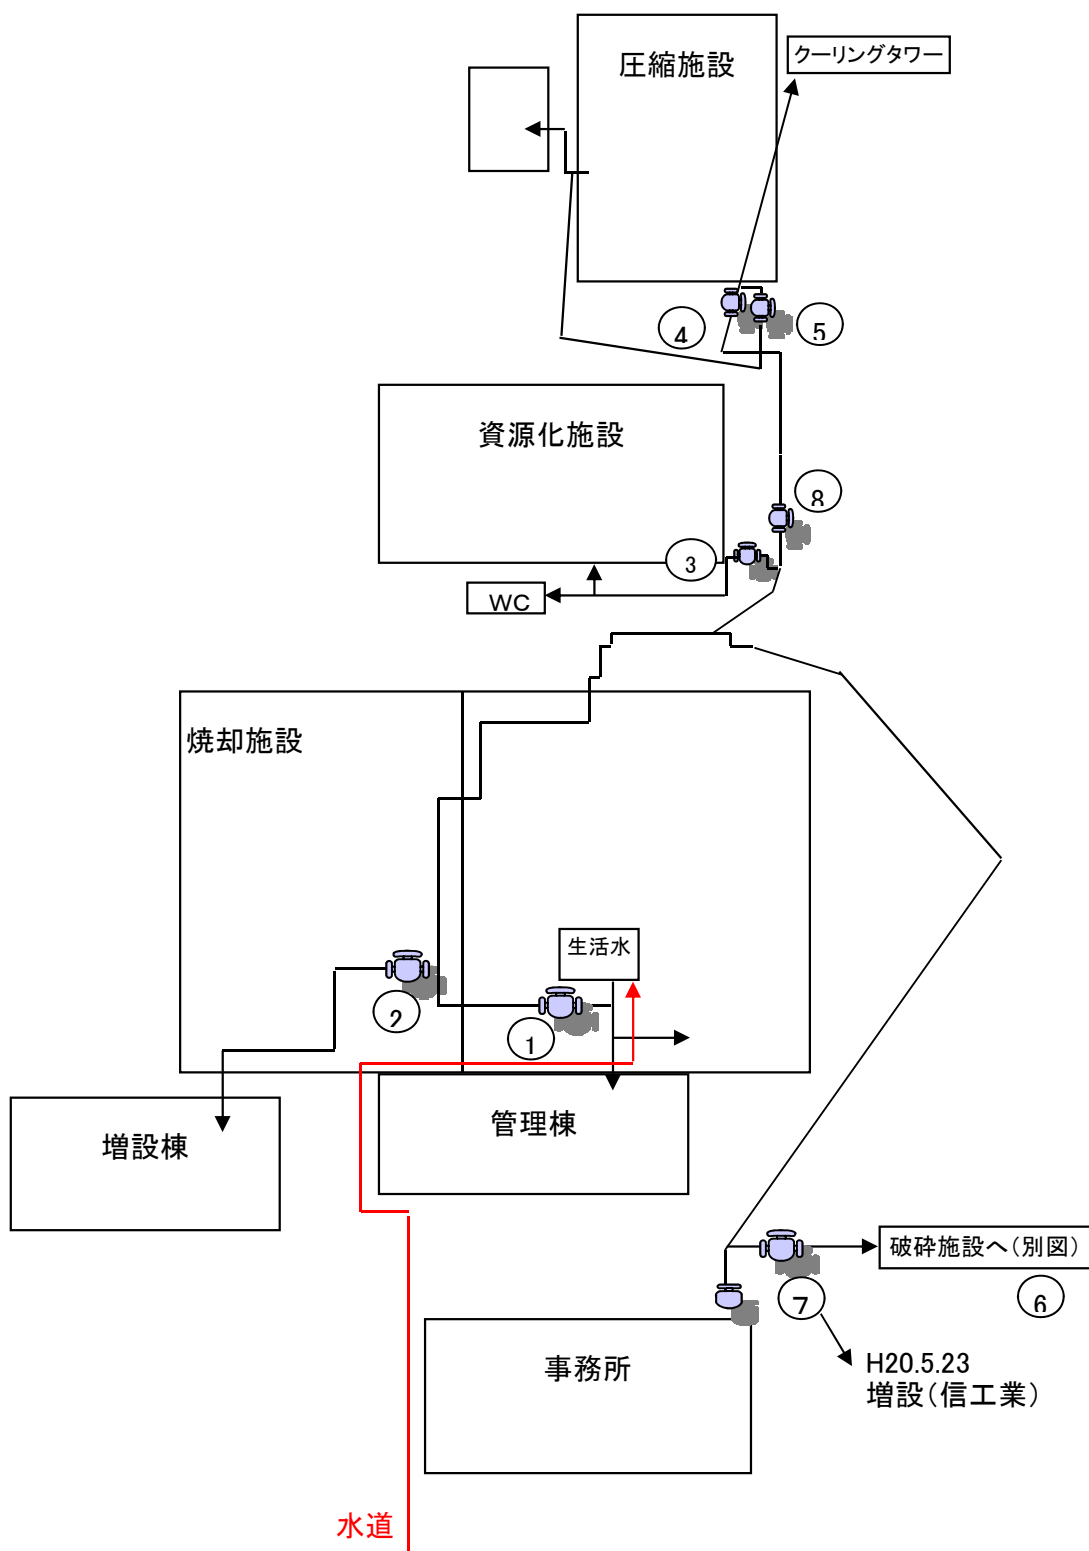 圧縮施設
クーリングタワー
4
5
資源化施設
8
3
WC
焼却施設
生活水
2
1
増設棟
管理棟
破砕施設へ(別図)
7
6
事務所
H20.5.23
増設(信工業)
水道